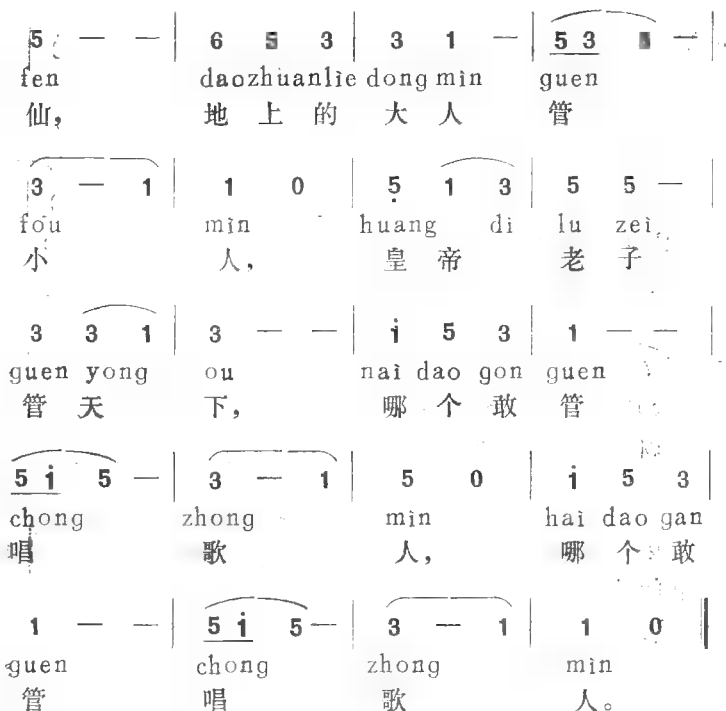 5 — — | 6 5 3 | 3 1 — | 5 3 — |
fen daozhuanlie dong min guen
仙， 地 上 的 大 人 管
3 — 1 | 1 0 | 5̣ 1 3 | 5 5 — |
fou min huang di lu zei
小 人， 皇 帝 老 子
3 3 1 | 3 — — | i̇ 5 3 | 1 — — |
guen yong ou nai dao gon guen
管 天 下， 哪 个 敢 管
5 i̇ 5 — | 3 — 1 | 5 0 | i̇ 5 3 |
chong zhong min hai dao gan
唱 歌 人， 哪 个 敢
1 — — | 5 i̇ 5 — | 3 — 1 | 1 0 ‖
guen chong zhong min
管 唱 歌 人。